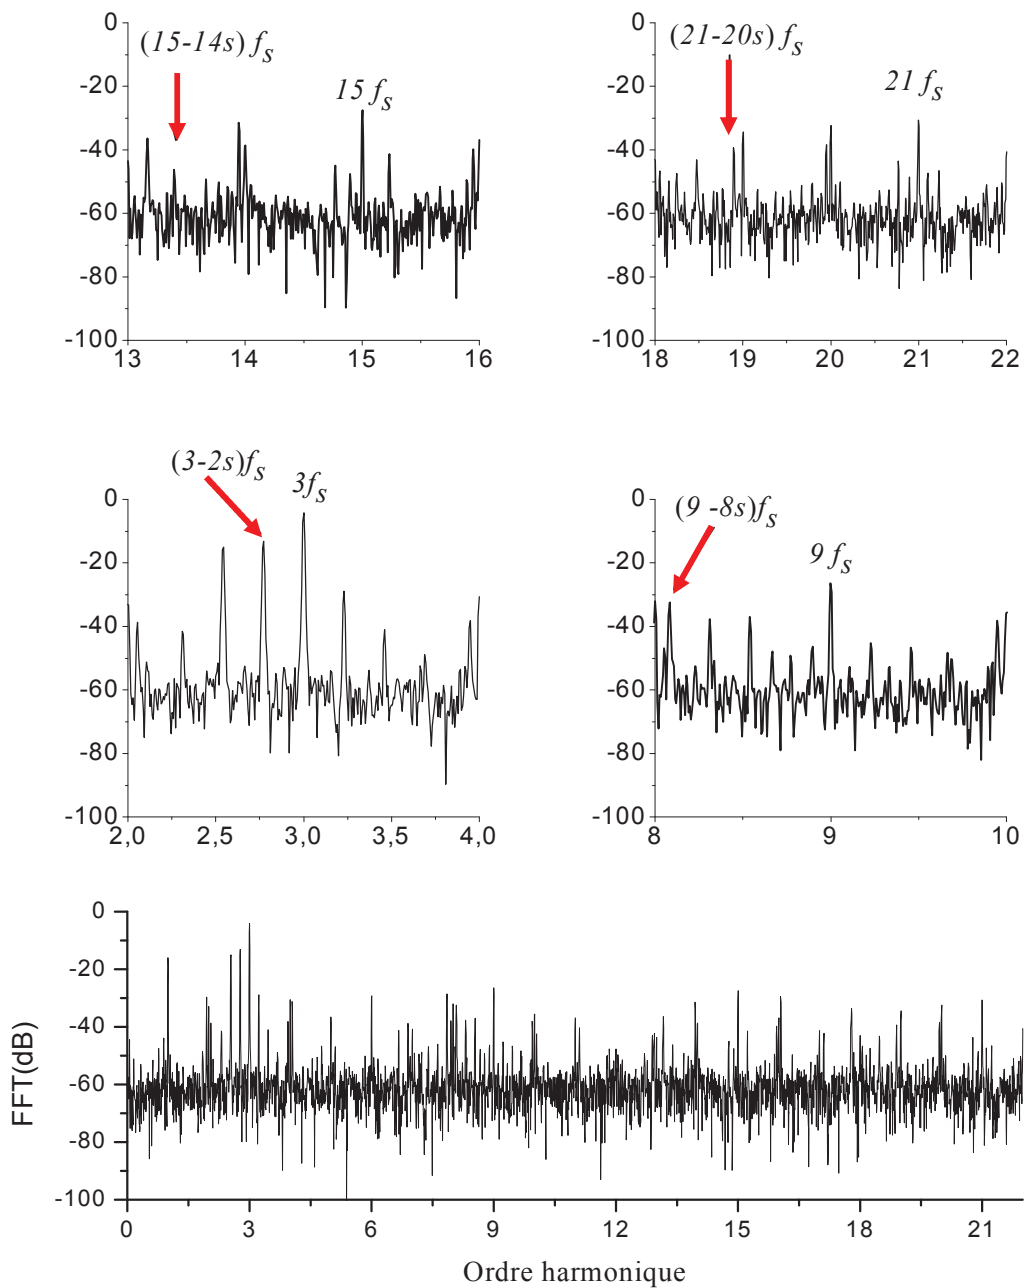 (15-14s) fs
15 fs
0
-20
-40
-60
-80
-100
13 14 15 16
(21-20s) fs
21 fs
0
-20
-40
-60
-80
-100
18 19 20 21 22
(3-2s)fs
3fs
0
-20
-40
-60
-80
-100
2,0 2,5 3,0 3,5 4,0
(9 -8s)fs
9 fs
0
-20
-40
-60
-80
-100
8 9 10
FFT(dB)
0
-20
-40
-60
-80
-100
0 3 6 9 12 15 18 21
Ordre harmonique